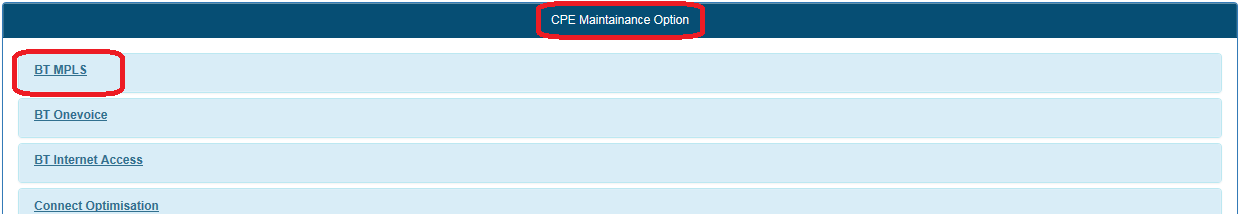 CPE Maintainance Option
BT MPLS
BT Onevoice
BT Internet Access
Connect Optimisation